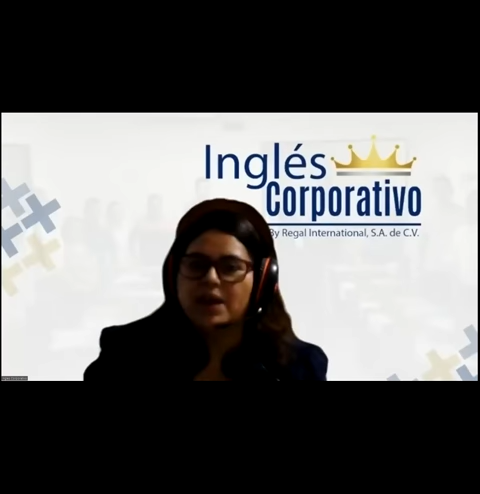 Inglés
Corporativo
By Regal International, S.A. de C.V.